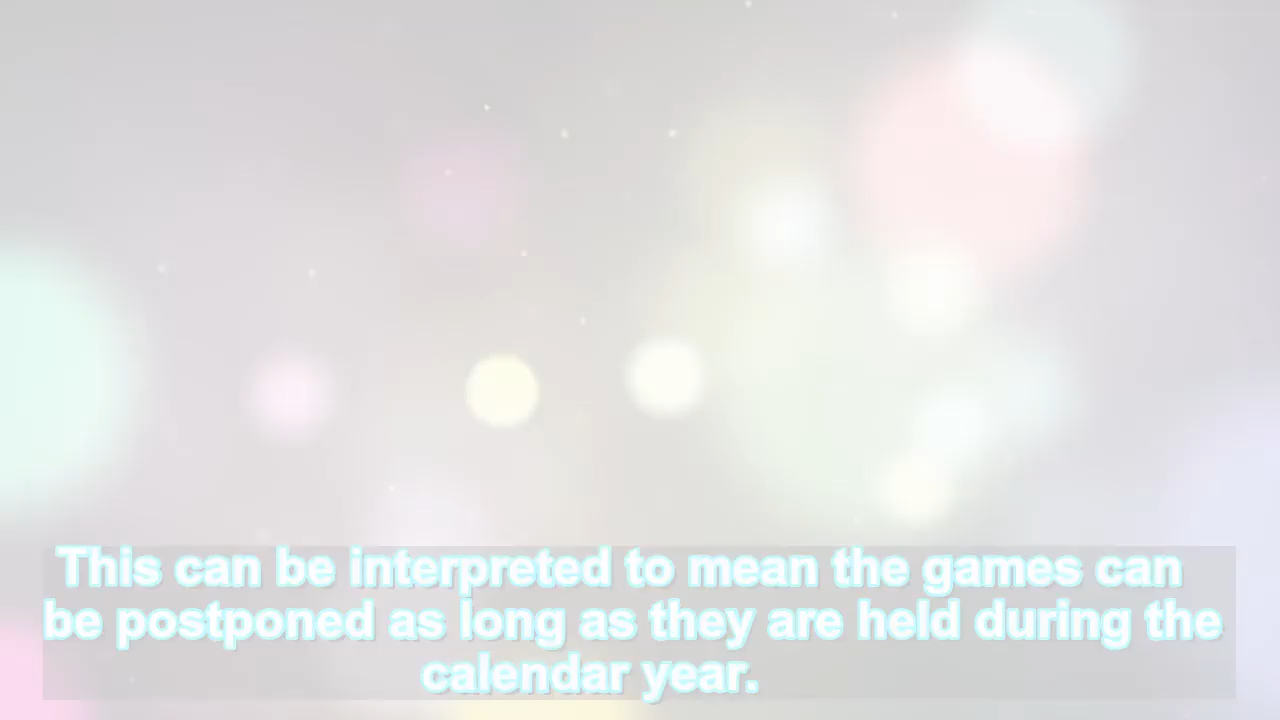 This can be interpreted to mean the games can
be postponed as long as they are held during the
calendar year.